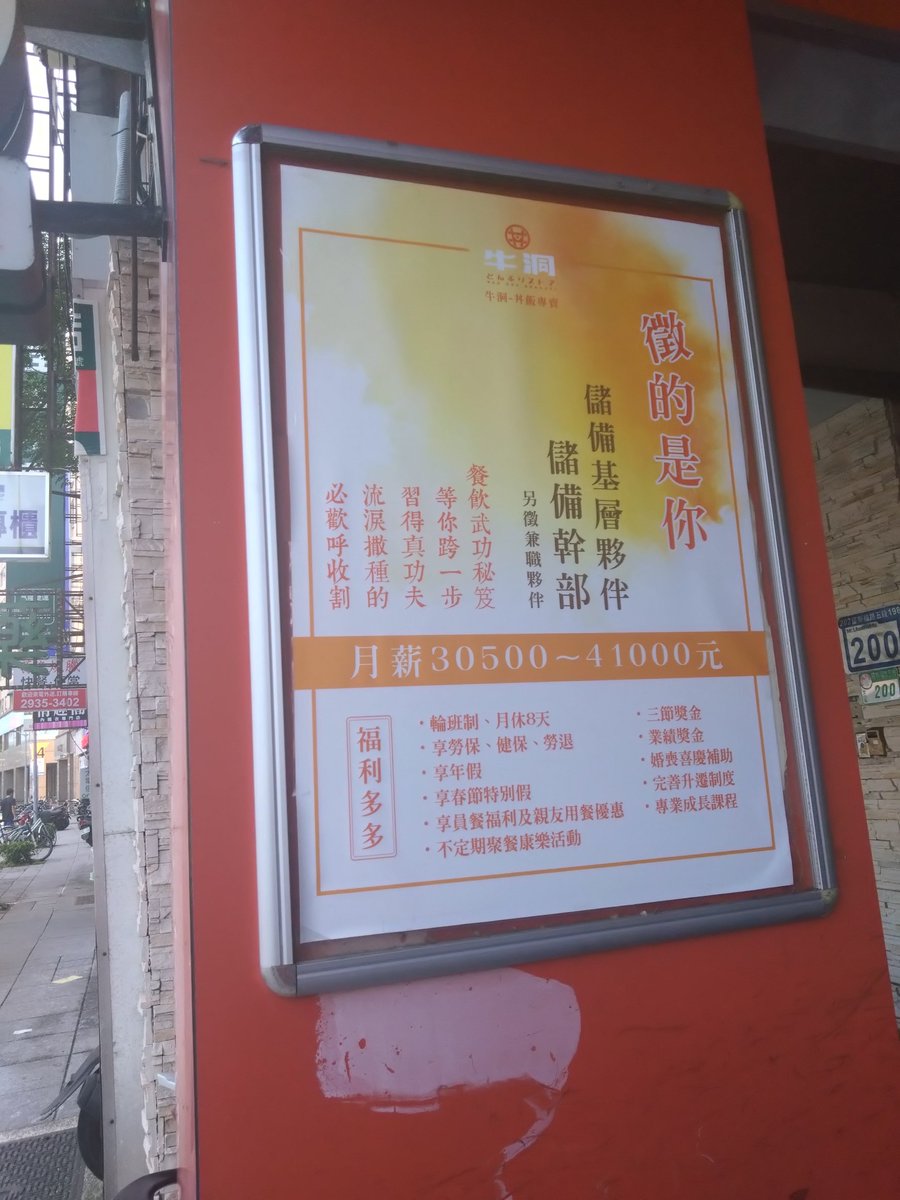 牛洞
牛洞-丼飯專賣
徵的是你
儲備基層夥伴
儲備幹部
另徵兼職夥伴
餐飲武功秘笈
等你跨一步
習得真功夫
流淚撒種的
必歡呼收割
月薪30500~41000元
福利多多
・輪班制、月休8天
・享勞保、健保、勞退
・享年假
・享春節特別假
・享員餐福利及親友用餐優惠
・不定期聚餐康樂活動
・三節獎金
・業績獎金
・婚喪喜慶補助
・完善升遷制度
・專業成長課程
2935-3402
200
200